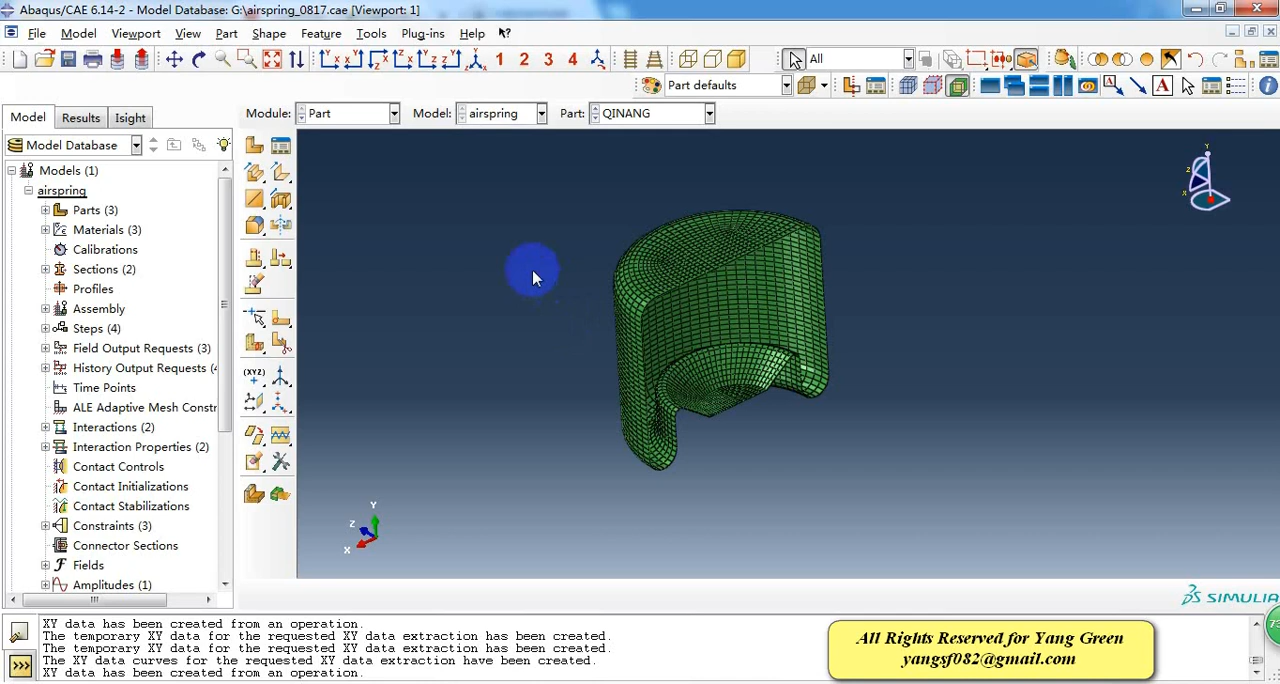 Abaqus/CAE 6.14-2 - Model Database: G:\airspring_0817.cae [Viewport: 1]
File Model Viewport View Part Shape Feature Tools Plug-ins Help
1 2 3 4 All
Part defaults
Model Results Isight
Module: Part Model: airspring Part: QINANG
Model Database
Models (1)
airspring
Parts (3)
Materials (3)
Calibrations
Sections (2)
Profiles
Assembly
Steps (4)
Field Output Requests (3)
History Output Requests (4
Time Points
ALE Adaptive Mesh Constr
Interactions (2)
Interaction Properties (2)
Contact Controls
Contact Initializations
Contact Stabilizations
Constraints (3)
Connector Sections
Fields
Amplitudes (1)
(XYZ)
Y
Z
X
Y
Z
X
SIMULIA
XY data has been created from an operation.
The temporary XY data for the requested XY data extraction has been created.
The temporary XY data for the requested XY data extraction has been created.
The XY data curves for the requested XY data extraction have been created.
XY data has been created from an operation.
All Rights Reserved for Yang Green
yangsf082@gmail.com
73